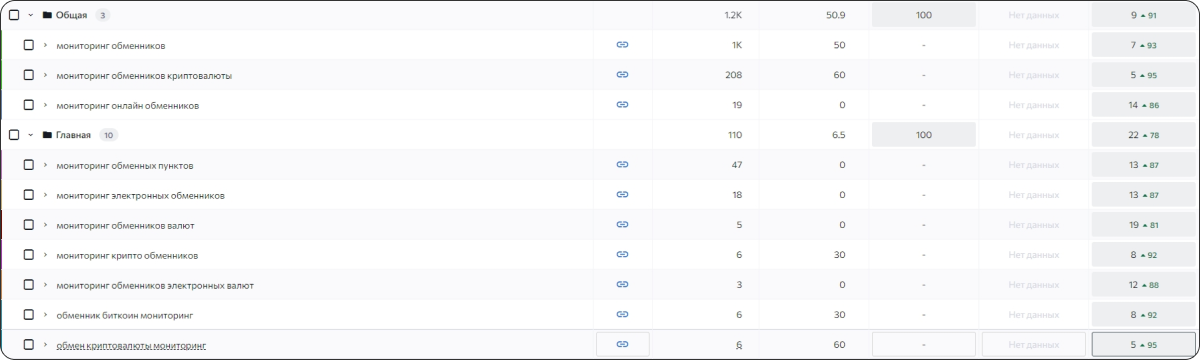 Общая 3 1.2K 50.9 100 Нет данных 9 ▲ 91
мониторинг обменников 1K 50 - Нет данных 7 ▲ 93
мониторинг обменников криптовалюты 208 60 - Нет данных 5 ▲ 95
мониторинг онлайн обменников 19 0 - Нет данных 14 ▲ 86
Главная 10 110 6.5 100 Нет данных 22 ▲ 78
мониторинг обменных пунктов 47 0 - Нет данных 13 ▲ 87
мониторинг электронных обменников 18 0 - Нет данных 13 ▲ 87
мониторинг обменников валют 5 0 - Нет данных 19 ▲ 81
мониторинг крипто обменников 6 30 - Нет данных 8 ▲ 92
мониторинг обменников электронных валют 3 0 - Нет данных 12 ▲ 88
обменник биткоин мониторинг 6 30 - Нет данных 8 ▲ 92
обмен криптовалюты мониторинг 6 60 - Нет данных 5 ▲ 95